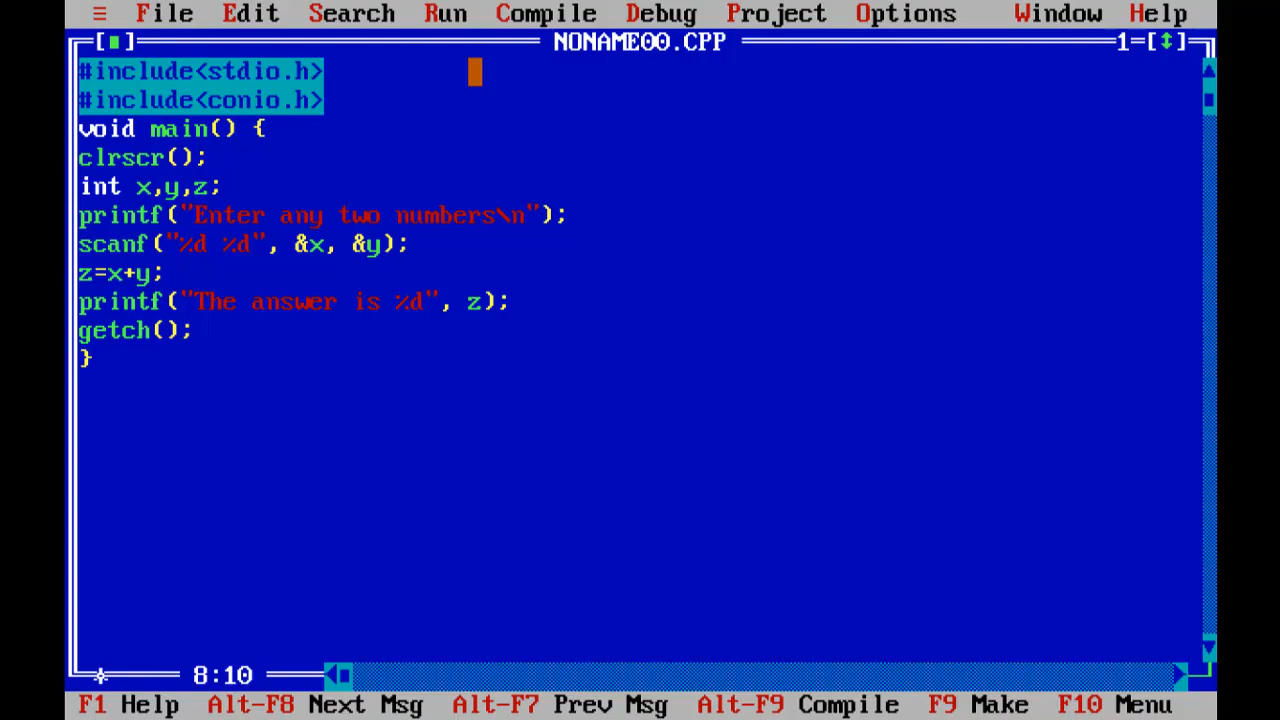 ≡ File Edit Search Run Compile Debug Project Options Window Help
[■] NONAME00.CPP 1=[↕]
#include<stdio.h>
#include<conio.h>
void main() {
clrscr();
int x,y,z;
printf("Enter any two numbers\n");
scanf("%d %d", &x, &y);
z=x+y;
printf("The answer is %d", z);
getch();
}
8:10
F1 Help Alt-F8 Next Msg Alt-F7 Prev Msg Alt-F9 Compile F9 Make F10 Menu